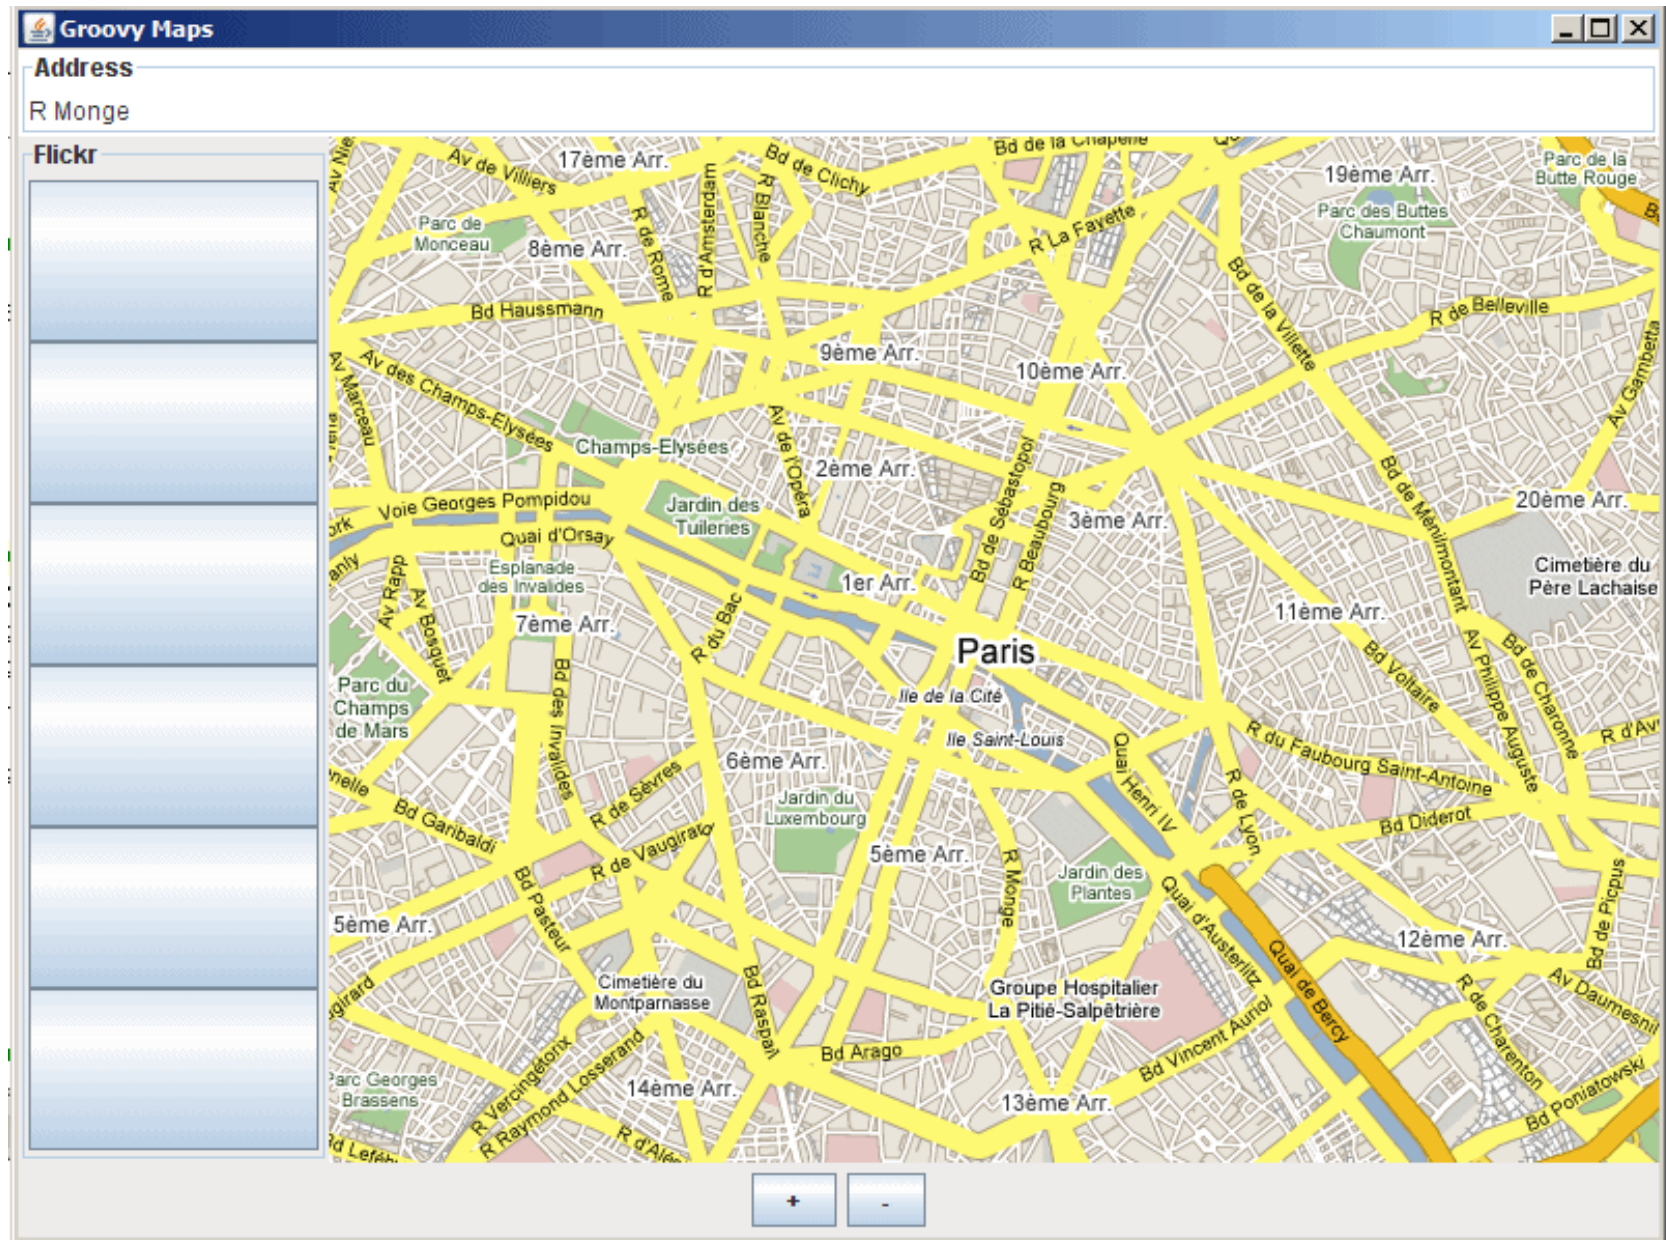 Groovy Maps
Address
R Monge
Flickr
Av de Villiers
17ème Arr.
Bd de Clichy
Bd de la Chapelle
19ème Arr.
Parc de la
Butte Rouge
Parc de
Monceau
8ème Arr.
R de Rome
R d'Amsterdam
R Blanche
R La Fayette
Parc des Buttes
Chaumont
Bd Haussmann
Bd de la Villette
R de Belleville
Av Marceau
Av des Champs-Elysées
9ème Arr.
10ème Arr.
Av Gambetta
Champs-Elysées
Av de l'Opéra
2ème Arr.
Bd de Sébastopol
R Beaubourg
3ème Arr.
Bd de Ménilmontant
20ème Arr.
Voie Georges Pompidou
Jardin des
Tuileries
Quai d'Orsay
Esplanade
des Invalides
1er Arr.
Cimetière du
Père Lachaise
Av Rapp
Av Bosquet
7ème Arr.
R du Bac
Paris
11ème Arr.
Bd Voltaire
Av Philippe Auguste
Bd de Charonne
Parc du
Champs
de Mars
Bd des Invalides
Ile de la Cité
Ile Saint-Louis
Quai Henri IV
R du Faubourg Saint-Antoine
R d'Av
6ème Arr.
R de Sèvres
Jardin du
Luxembourg
R de Lyon
Bd Diderot
nelle
Bd Garibaldi
R de Vaugirard
5ème Arr.
R Monge
Jardin des
Plantes
Bd de Picpus
5ème Arr.
Bd Pasteur
Quai d'Austerlitz
12ème Arr.
Cimetière du
Montparnasse
Bd Raspail
Groupe Hospitalier
La Pitié-Salpêtrière
Quai de Bercy
R de Charenton
Av Daumesnil
ugirard
R Vercingétorix
R Raymond Losserand
Bd Arago
Bd Vincent Auriol
Parc Georges
Brassens
14ème Arr.
13ème Arr.
Bd Poniatowski
+
-